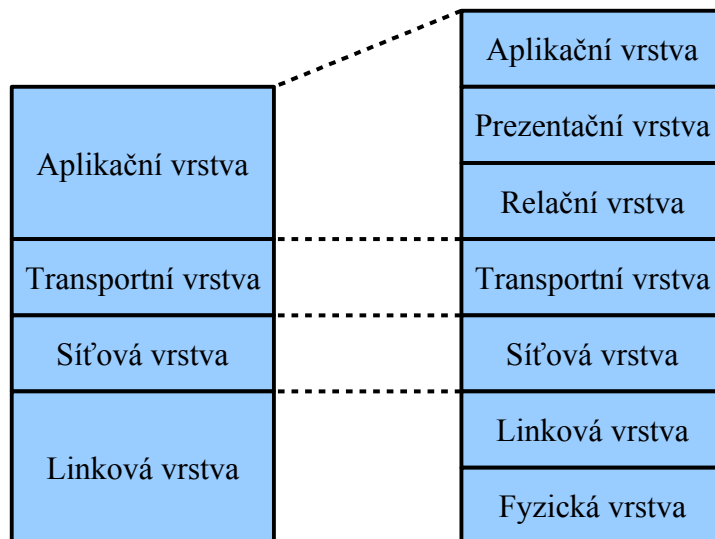 Aplikační vrstva
Transportní vrstva
Síťová vrstva
Linková vrstva
Aplikační vrstva
Prezentační vrstva
Relační vrstva
Transportní vrstva
Síťová vrstva
Linková vrstva
Fyzická vrstva